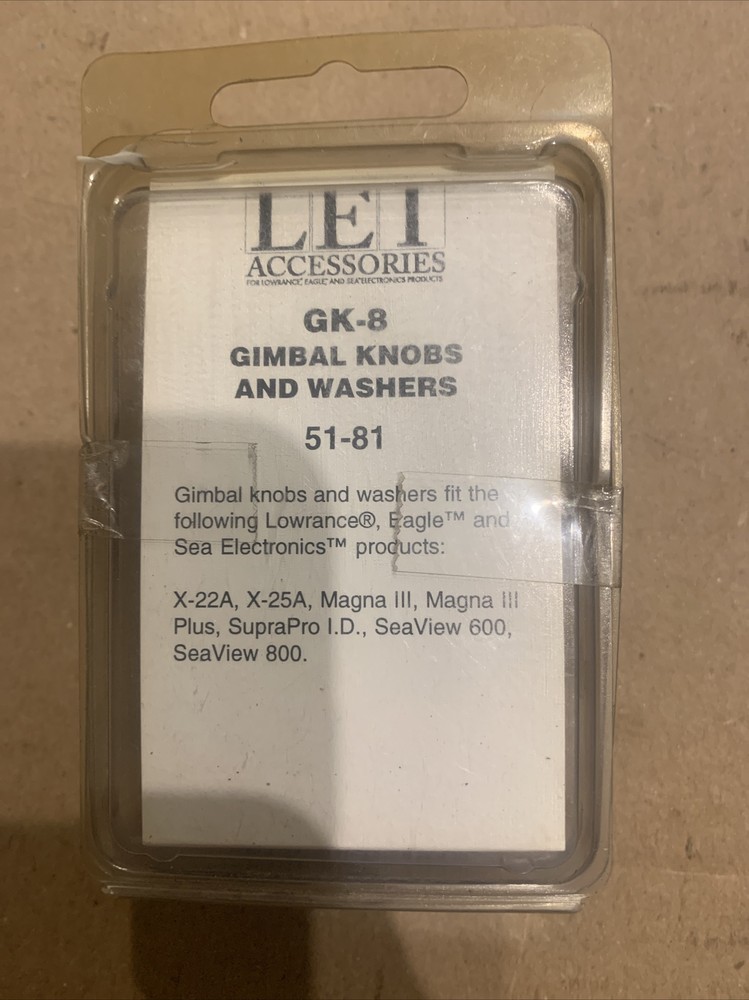 LEI
ACCESSORIES
FOR LOWRANCE®, EAGLE™ AND SEA ELECTRONICS PRODUCTS
GK-8
GIMBAL KNOBS
AND WASHERS
51-81
Gimbal knobs and washers fit the
following Lowrance®, Eagle™ and
Sea Electronics™ products:
X-22A, X-25A, Magna III, Magna III
Plus, SupraPro I.D., SeaView 600,
SeaView 800.